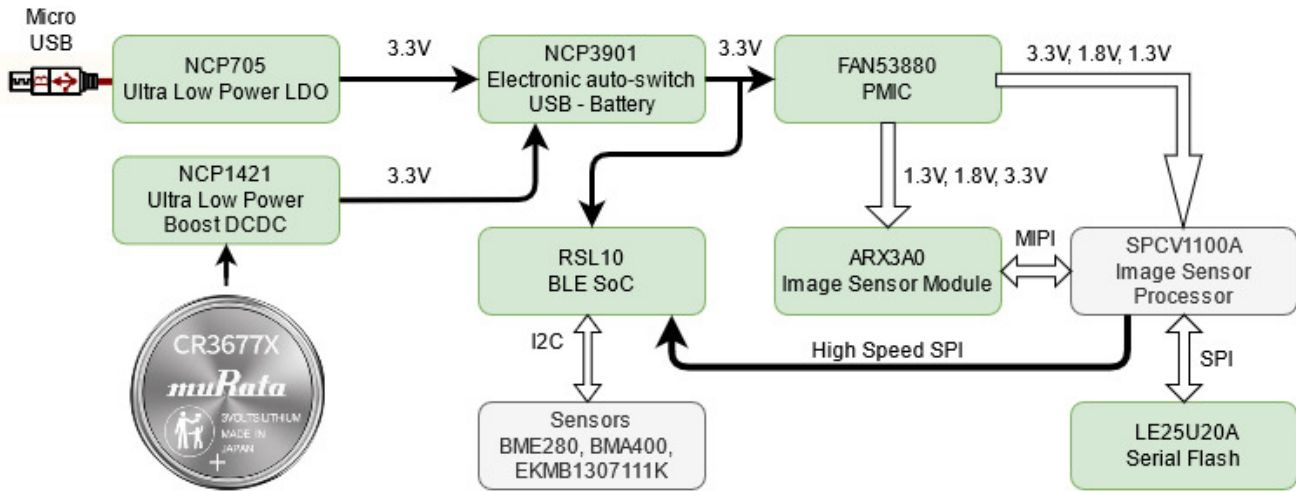 Micro
USB
NCP705
Ultra Low Power LDO
3.3V
NCP3901
Electronic auto-switch
USB - Battery
3.3V
FAN53880
PMIC
3.3V, 1.8V, 1.3V
NCP1421
Ultra Low Power
Boost DCDC
3.3V
1.3V, 1.8V, 3.3V
RSL10
BLE SoC
ARX3A0
Image Sensor Module
MIPI
SPCV1100A
Image Sensor
Processor
CR3677X
muRata
3VOLTS LITHIUM
MADE IN
JAPAN
+
I2C
High Speed SPI
SPI
Sensors
BME280, BMA400,
EKMB1307111K
LE25U20A
Serial Flash